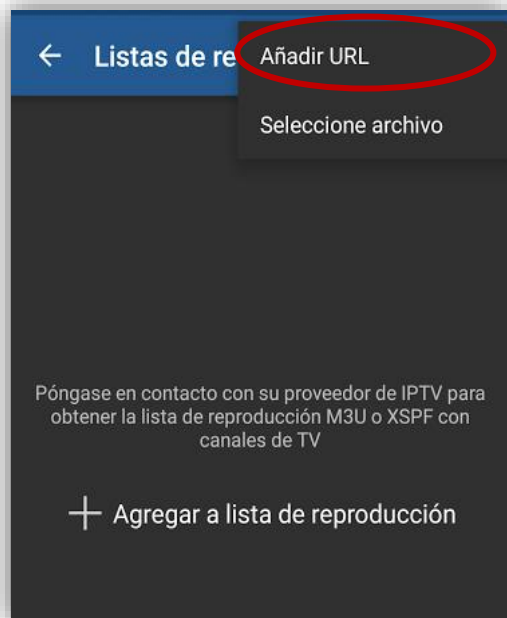 Listas de re
Añadir URL
Seleccione archivo
Póngase en contacto con su proveedor de IPTV para
obtener la lista de reproducción M3U o XSPF con
canales de TV
Agregar a lista de reproducción